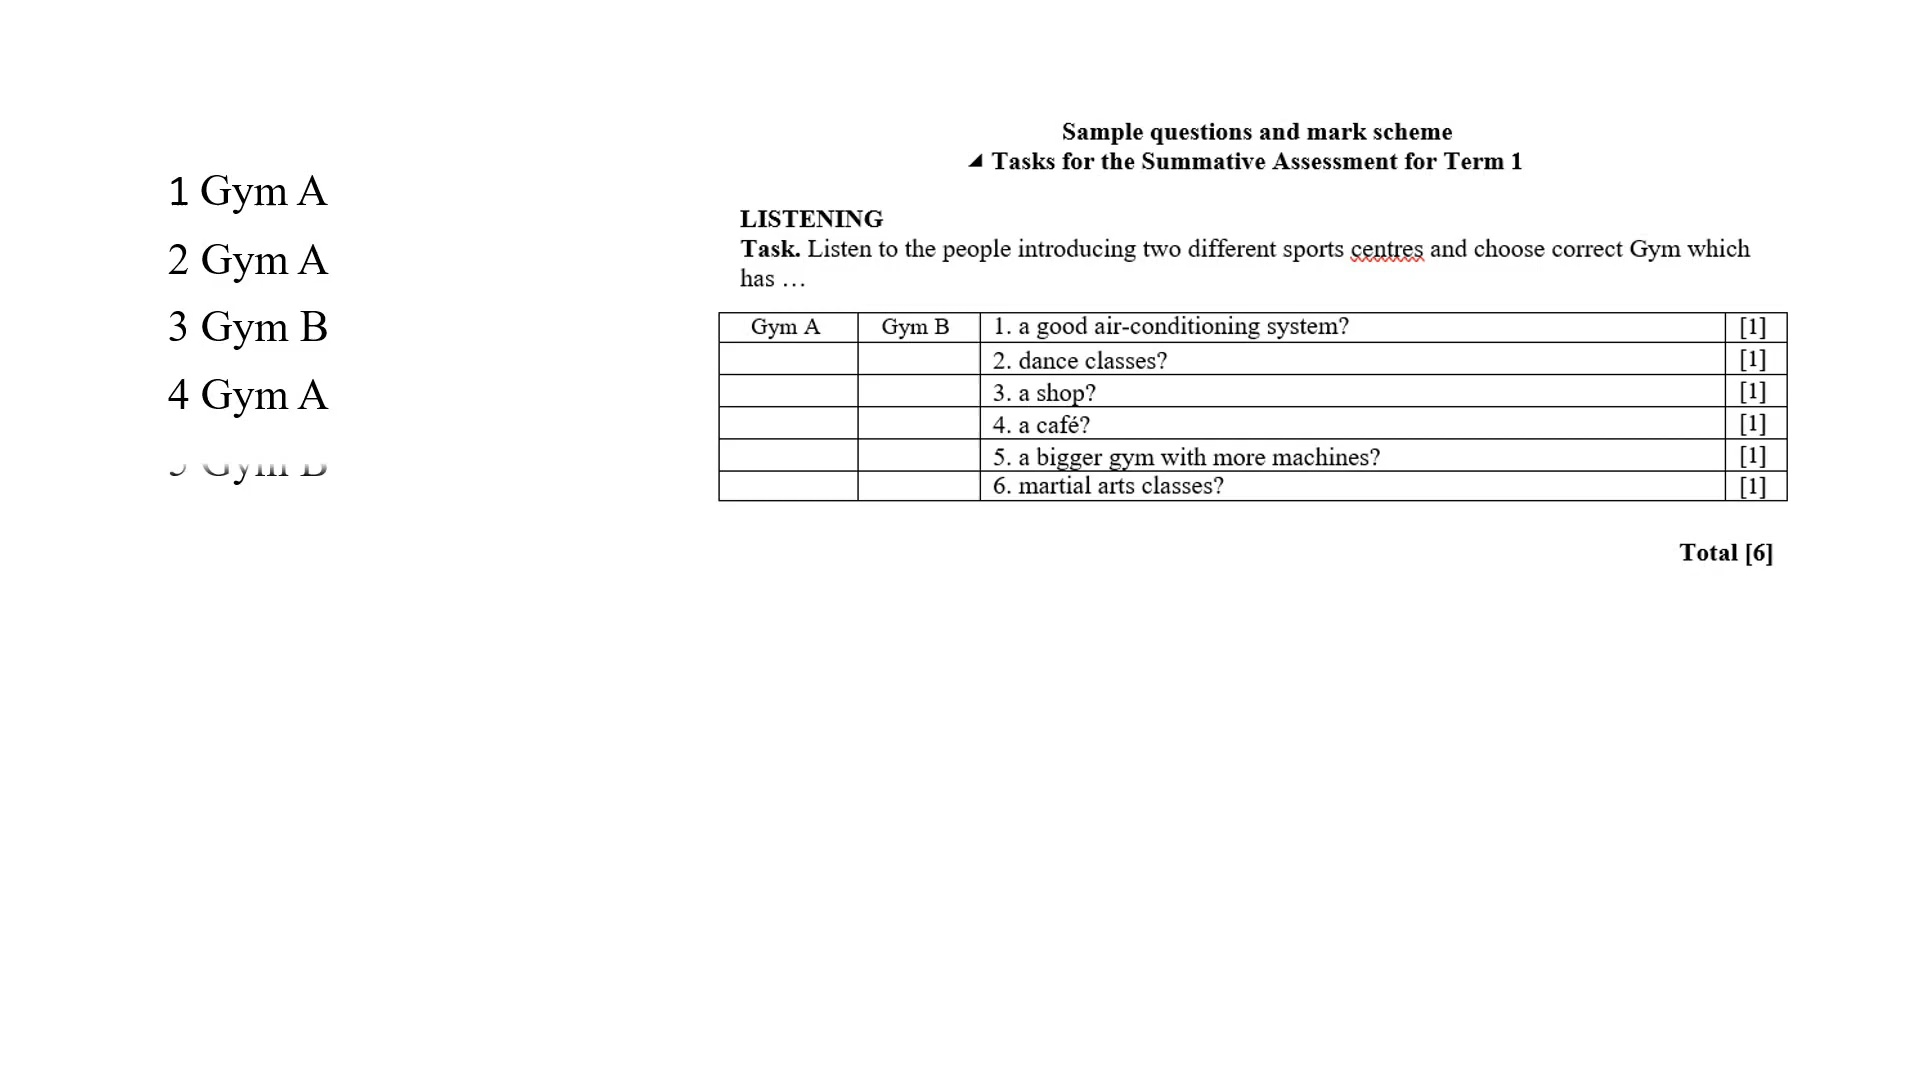 1 Gym A
2 Gym A
3 Gym B
4 Gym A
5 Gym B
Sample questions and mark scheme
Tasks for the Summative Assessment for Term 1
LISTENING
Task. Listen to the people introducing two different sports centres and choose correct Gym which
has …
Gym A Gym B 1. a good air-conditioning system? [1]
2. dance classes? [1]
3. a shop? [1]
4. a café? [1]
5. a bigger gym with more machines? [1]
6. martial arts classes? [1]
Total [6]